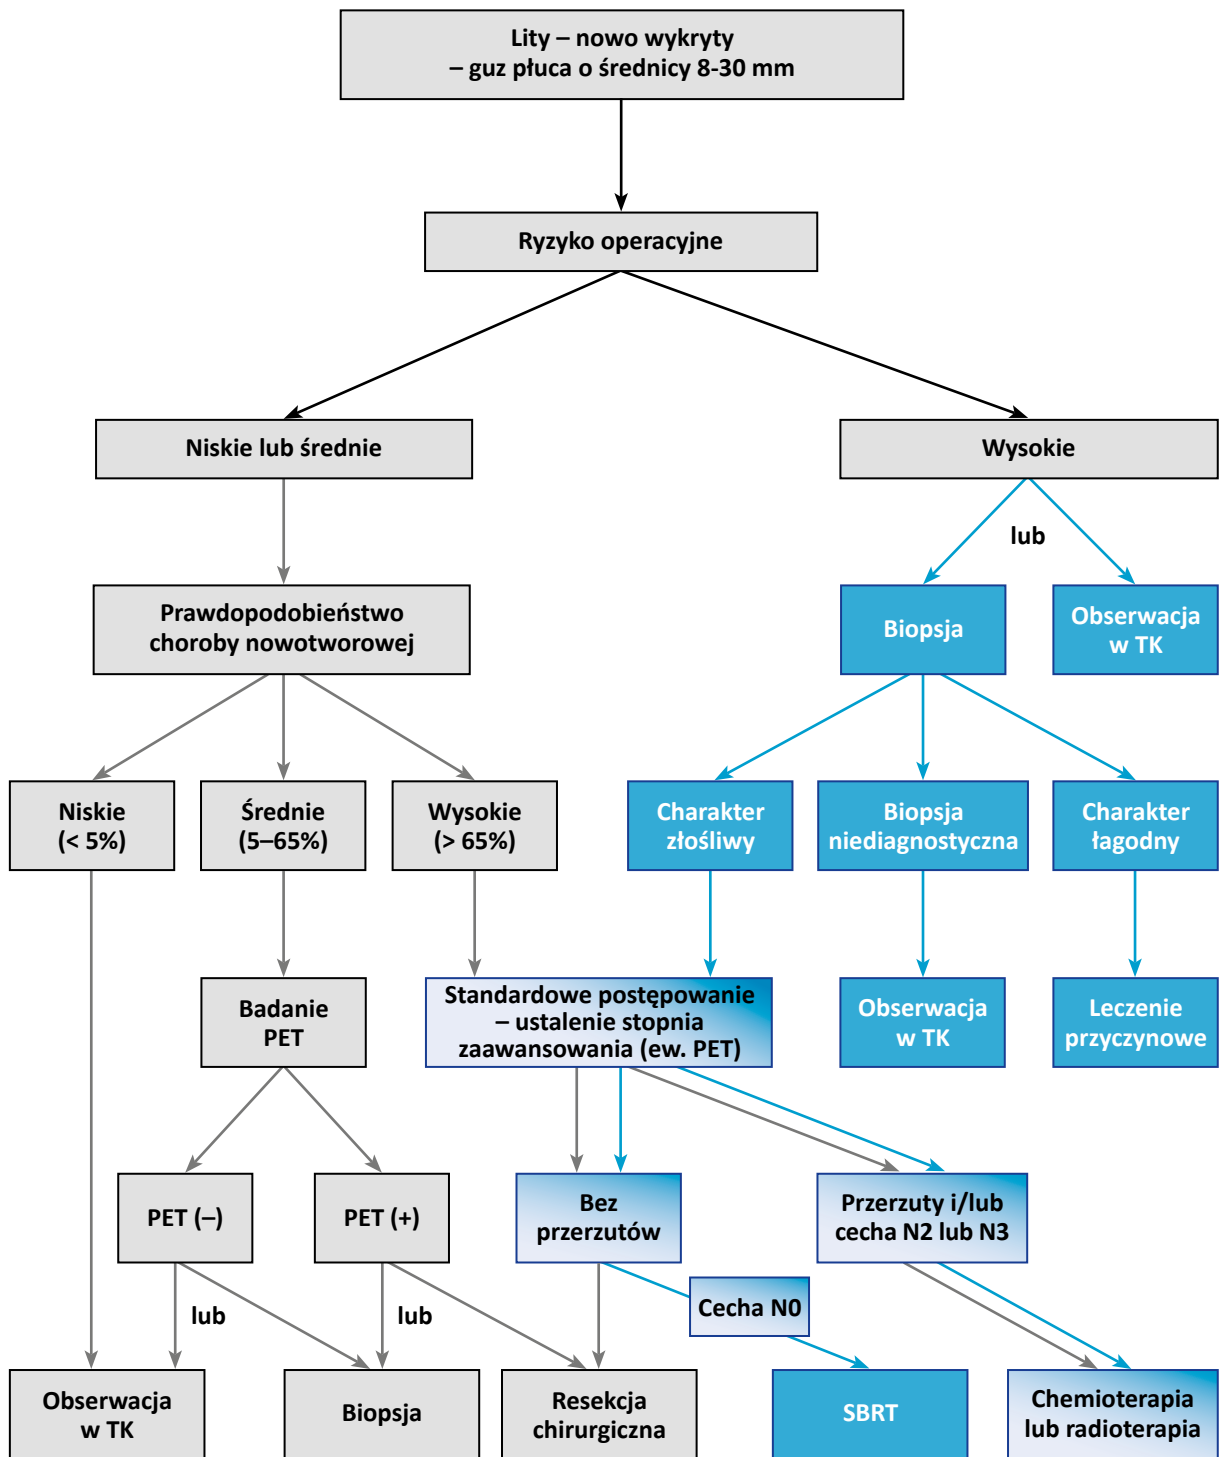 Lity – nowo wykryty
– guz płuca o średnicy 8-30 mm
Ryzyko operacyjne
Niskie lub średnie
Wysokie
lub
Prawdopodobieństwo
choroby nowotworowej
Biopsja
Obserwacja
w TK
Niskie
(< 5%)
Średnie
(5–65%)
Wysokie
(> 65%)
Charakter
złośliwy
Biopsja
niediagnostyczna
Charakter
łagodny
Badanie
PET
Standardowe postępowanie
– ustalenie stopnia
zaawansowania (ew. PET)
Obserwacja
w TK
Leczenie
przyczynowe
PET (–)
PET (+)
Bez
przerzutów
Przerzuty i/lub
cecha N2 lub N3
lub
lub
Cecha N0
Obserwacja
w TK
Biopsja
Resekcja
chirurgiczna
SBRT
Chemioterapia
lub radioterapia